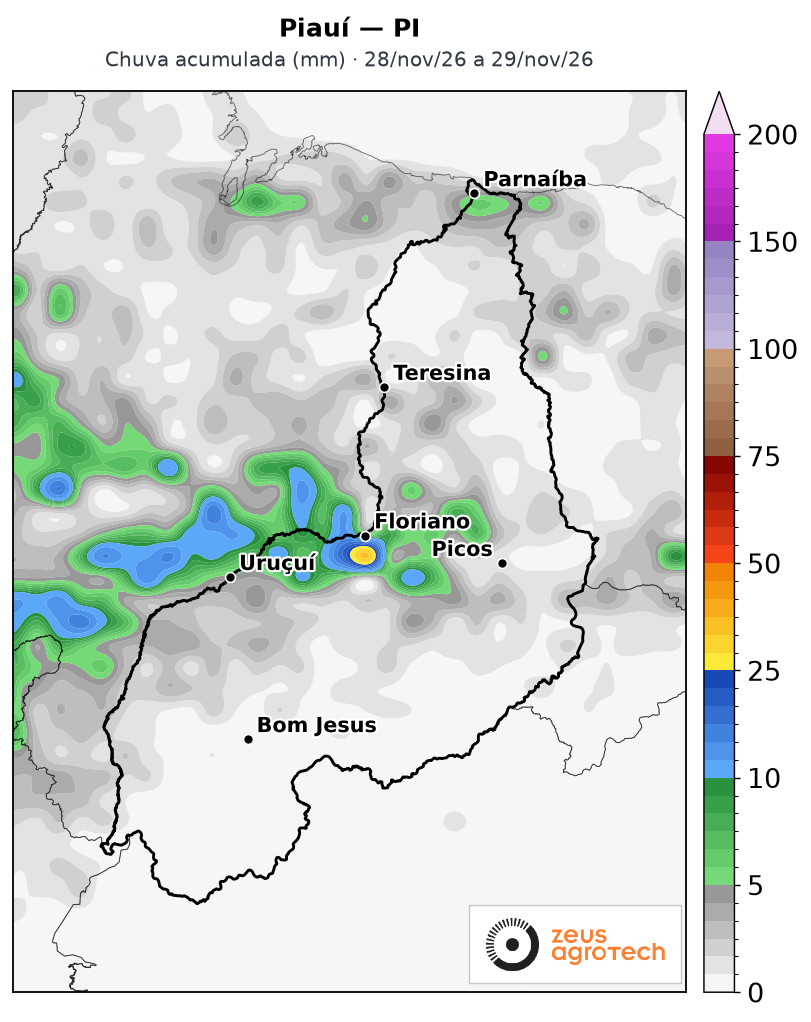 Piauí — PI
Chuva acumulada (mm) · 28/nov/26 a 29/nov/26
Parnaíba
Teresina
Floriano
Picos
Uruçuí
Bom Jesus
200
150
100
75
50
25
10
5
0
zeus
agrotech